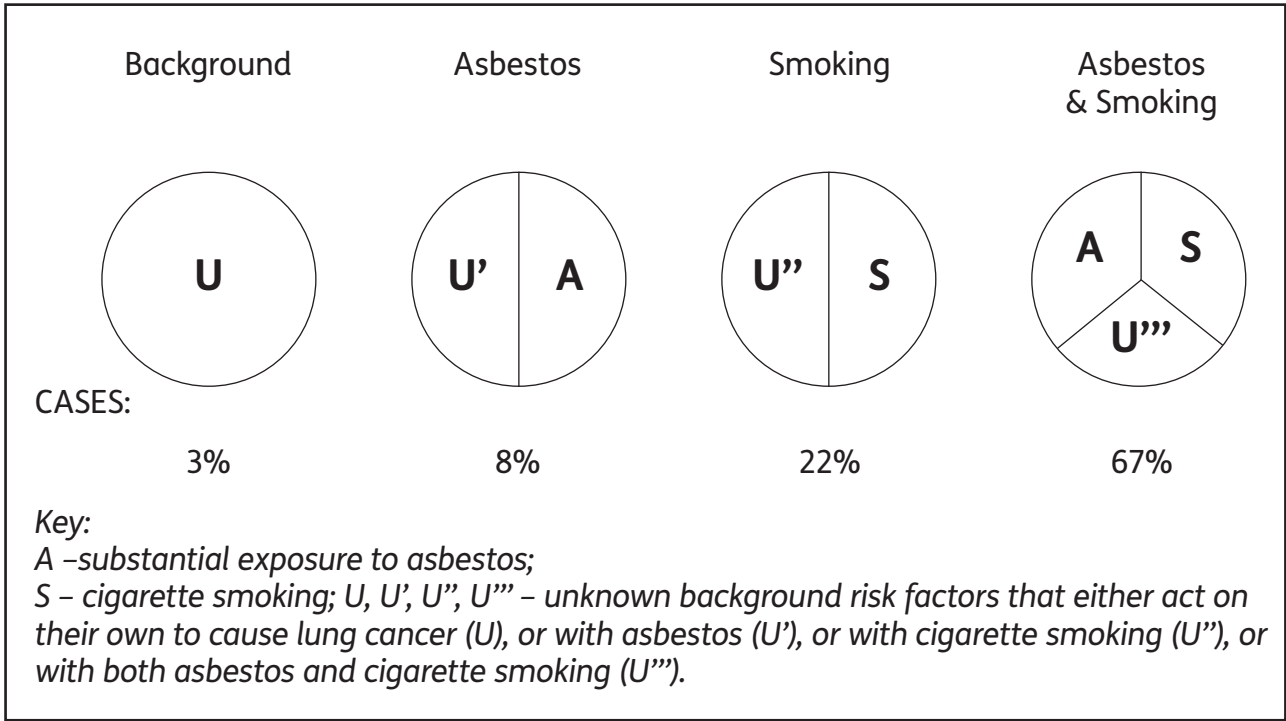 Background Asbestos Smoking Asbestos
& Smoking
U U’ A U” S A S
U”’
CASES:
3% 8% 22% 67%
Key:
A –substantial exposure to asbestos;
S – cigarette smoking; U, U’, U”, U”’ – unknown background risk factors that either act on
their own to cause lung cancer (U), or with asbestos (U’), or with cigarette smoking (U”), or
with both asbestos and cigarette smoking (U”’).